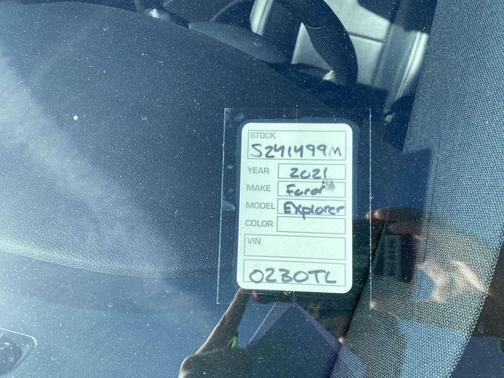 STOCK
S241499M
YEAR 2021
MAKE Ford
MODEL Explorer
COLOR
VIN
0230TL